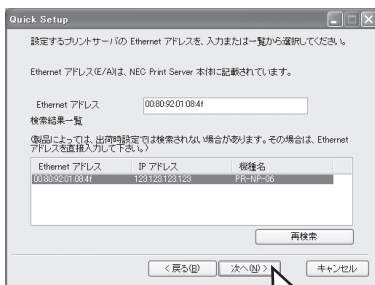 Quick Setup
設定するプリントサーバの Ethernet アドレスを、入力または一覧から選択してください。
Ethernet アドレス(E/A)は、NEC Print Server 本体に記載されています。
Ethernet アドレス 00:80:92:01:08:4f
検索結果一覧
(製品によっては、出荷時設定では検索されない場合があります。その場合は、Ethernet
アドレスを直接入力して下さい。)
Ethernet アドレス IP アドレス 機種名
00:80:92:01:08:4f 123.123.123.123 PR-NP-06
再検索
< 戻る(B) 次へ(N) > キャンセル